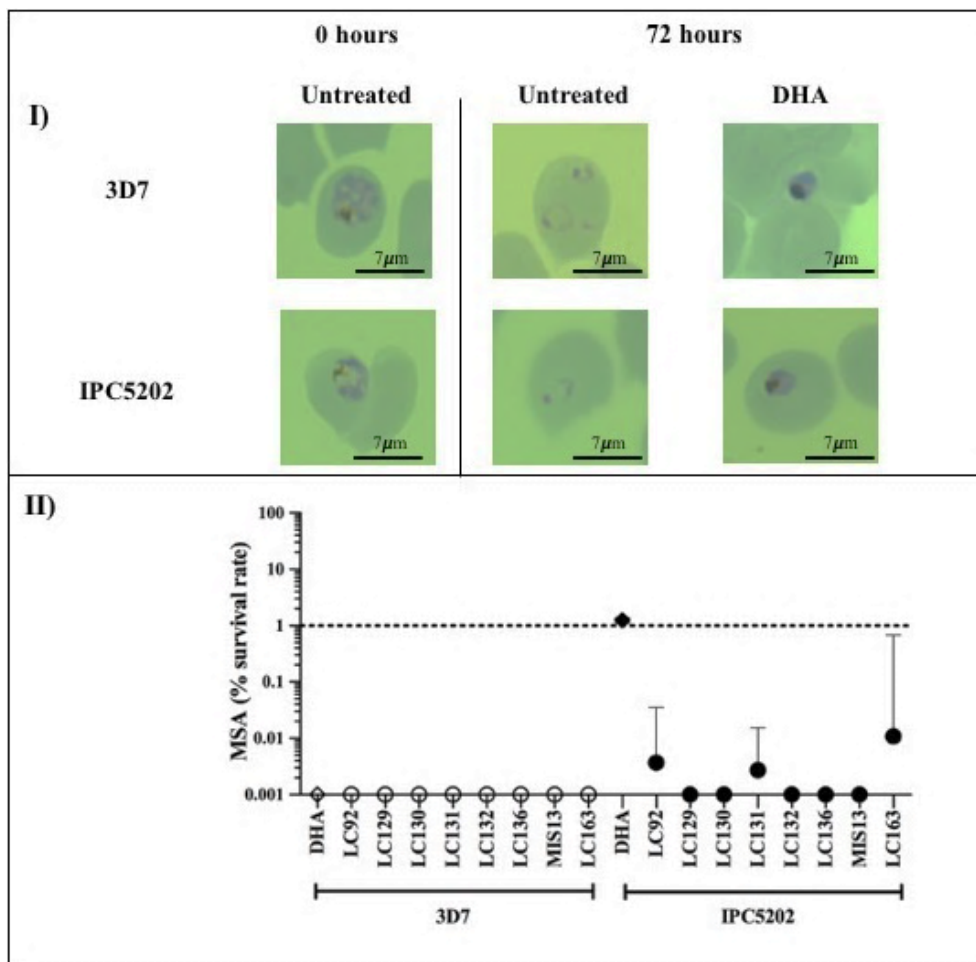 0 hours 72 hours
I) Untreated Untreated DHA
3D7
7μm 7μm 7μm
IPC5202
7μm 7μm 7μm
II)
MSA (% survival rate)
100
10
1
0.1
0.01
0.001
DHA LC92 LC129 LC130 LC131 LC132 LC136 MIS13 LC163 DHA LC92 LC129 LC130 LC131 LC132 LC136 MIS13 LC163
3D7 IPC5202